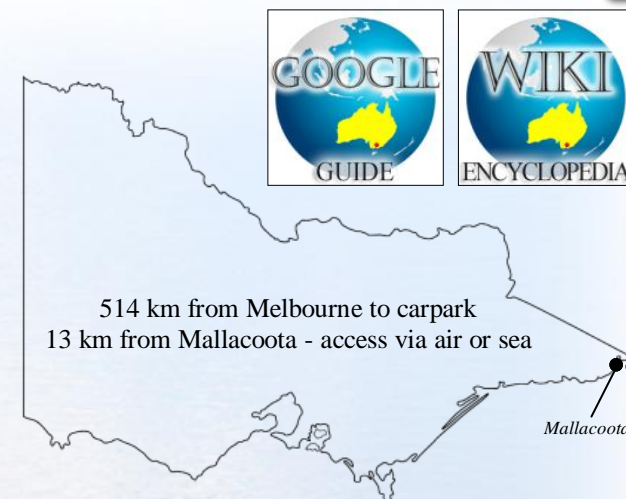 GOOGLE
GUIDE
WIKI
ENCYCLOPEDIA
514 km from Melbourne to carpark
13 km from Mallacoota - access via air or sea
Mallacoota